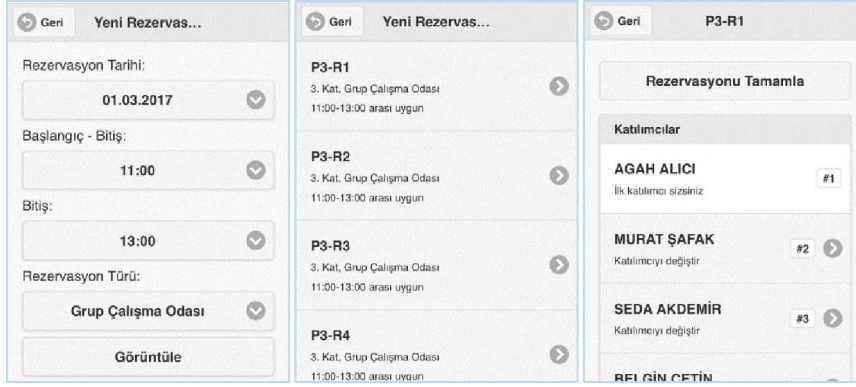 Geri
Yeni Rezervas...
Rezervasyon Tarihi:
01.03.2017
Başlangıç - Bitiş:
11:00
Bitiş:
13:00
Rezervasyon Türü:
Grup Çalışma Odası
Görüntüle
Geri
Yeni Rezervas...
P3-R1
3. Kat, Grup Çalışma Odası
11:00-13:00 arası uygun
P3-R2
3. Kat, Grup Çalışma Odası
11:00-13:00 arası uygun
P3-R3
3. Kat, Grup Çalışma Odası
11:00-13:00 arası uygun
P3-R4
3. Kat, Grup Çalışma Odası
11:00-13:00 arası uygun
Geri
P3-R1
Rezervasyonu Tamamla
Katılımcılar
AGAH ALICI
#1
İlk katılımcı sizsiniz
MURAT ŞAFAK
#2
Katılımcıyı değiştir
SEDA AKDEMİR
#3
Katılımcıyı değiştir
BELGİN ÇETİN